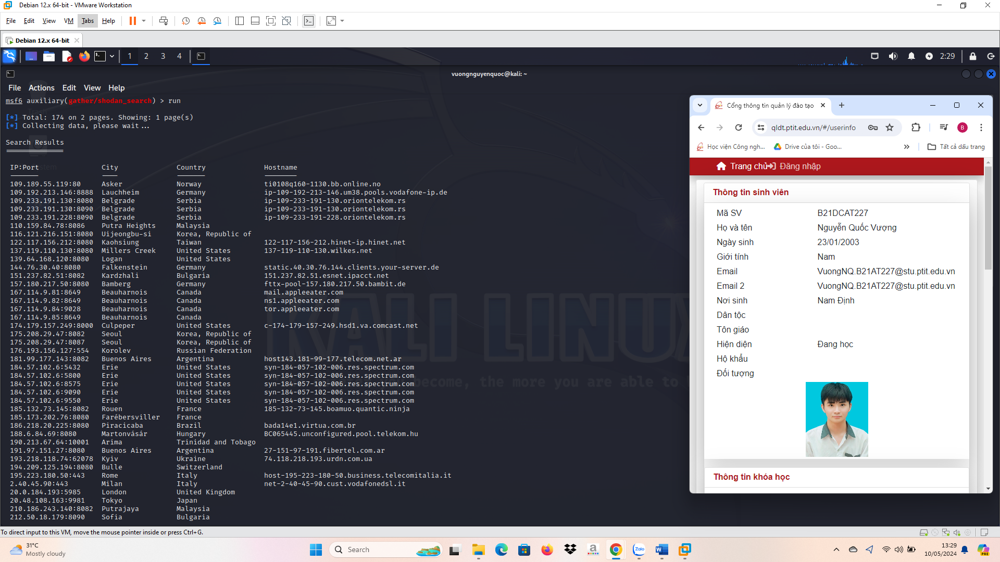 Debian 12.x 64-bit - VMware Workstation
File Edit View VM Tabs Help
Debian 12.x 64-bit
1 2 3 4
2:29
vuongnguyenquoc@kali: ~
File Actions Edit View Help
msf6 auxiliary(gather/shodan_search) > run
[*] Total: 174 on 2 pages. Showing: 1 page(s)
[*] Collecting data, please wait...
Search Results
IP:Port City Country Hostname
109.189.55.119:80 Asker Norway ti0108q160-1130.bb.online.no
109.192.213.146:8888 Lauchheim Germany ip-109-192-213-146.um38.pools.vodafone-ip.de
109.233.191.130:8080 Belgrade Serbia ip-109-233-191-130.oriontelekom.rs
109.233.191.130:8090 Belgrade Serbia ip-109-233-191-130.oriontelekom.rs
109.233.191.228:8090 Belgrade Serbia ip-109-233-191-228.oriontelekom.rs
110.159.84.78:8086 Putra Heights Malaysia
116.121.216.151:8080 Uijeongbu-si Korea, Republic of
122.117.156.212:8080 Kaohsiung Taiwan 122-117-156-212.hinet-ip.hinet.net
137.119.110.130:8080 Millers Creek United States 137-119-110-130.wilkes.net
139.64.168.120:8080 Logan United States
144.76.30.40:8080 Falkenstein Germany static.40.30.76.144.clients.your-server.de
151.237.82.51:8082 Kardzhali Bulgaria 151.237.82.51.esnet.ipacct.net
157.180.217.50:8080 Bamberg Germany fttx-pool-157.180.217.50.bambit.de
167.114.9.81:8649 Beauharnois Canada mail.appleeater.com
167.114.9.82:8649 Beauharnois Canada ns1.appleeater.com
167.114.9.84:9028 Beauharnois Canada tor.appleeater.com
167.114.9.85:8649 Beauharnois Canada
174.179.157.249:8000 Culpeper United States c-174-179-157-249.hsd1.va.comcast.net
175.208.29.47:8082 Seoul Korea, Republic of
175.208.29.47:8087 Seoul Korea, Republic of
176.193.156.127:554 Korolev Russian Federation
181.99.177.143:8082 Buenos Aires Argentina host143.181-99-177.telecom.net.ar
184.57.102.6:5432 Erie United States syn-184-057-102-006.res.spectrum.com
184.57.102.6:5800 Erie United States syn-184-057-102-006.res.spectrum.com
184.57.102.6:8575 Erie United States syn-184-057-102-006.res.spectrum.com
184.57.102.6:9090 Erie United States syn-184-057-102-006.res.spectrum.com
184.57.102.6:9550 Erie United States syn-184-057-102-006.res.spectrum.com
185.132.73.145:8082 Rouen France 185-132-73-145.boamuo.quantic.ninja
185.173.202.76:8080 Farébersviller France
186.218.20.225:8080 Piracicaba Brazil bada14e1.virtua.com.br
188.6.84.69:8080 Martonvásár Hungary BC065445.unconfigured.pool.telekom.hu
190.213.67.64:10001 Arima Trinidad and Tobago
191.97.151.27:8080 Buenos Aires Argentina 27-151-97-191.fibertel.com.ar
193.218.118.74:62078 Kyiv Ukraine 74.118.218.193.urdn.com.ua
194.209.125.194:8080 Bulle Switzerland
195.223.180.50:443 Rome Italy host-195-223-180-50.business.telecomitalia.it
2.40.45.90:443 Milan Italy net-2-40-45-90.cust.vodafonedsl.it
20.0.184.193:5985 London United Kingdom
20.48.108.163:9981 Tokyo Japan
210.186.243.140:8082 Putrajaya Malaysia
212.50.18.179:8090 Sofia Bulgaria
KALI LINUX
become, the more you are able to
Cổng thông tin quản lý đào tạo
qldt.ptit.edu.vn/#/userinfo
B
Học viện Công ngh...
Drive của tôi - Goo...
Tất cả dấu trang
Trang chủ Đăng nhập
Thông tin sinh viên
Mã SV B21DCAT227
Họ và tên Nguyễn Quốc Vượng
Ngày sinh 23/01/2003
Giới tính Nam
Email VuongNQ.B21AT227@stu.ptit.edu.vn
Email 2 VuongNQ.B21AT227@stu.ptit.edu.vn
Nơi sinh Nam Định
Dân tộc
Tôn giáo
Hiện diện Đang học
Hộ khẩu
Đối tượng
Thông tin khóa học
To direct input to this VM, move the mouse pointer inside or press Ctrl+G.
31°C
Mostly cloudy
Search
Zalo
13:29
10/05/2024